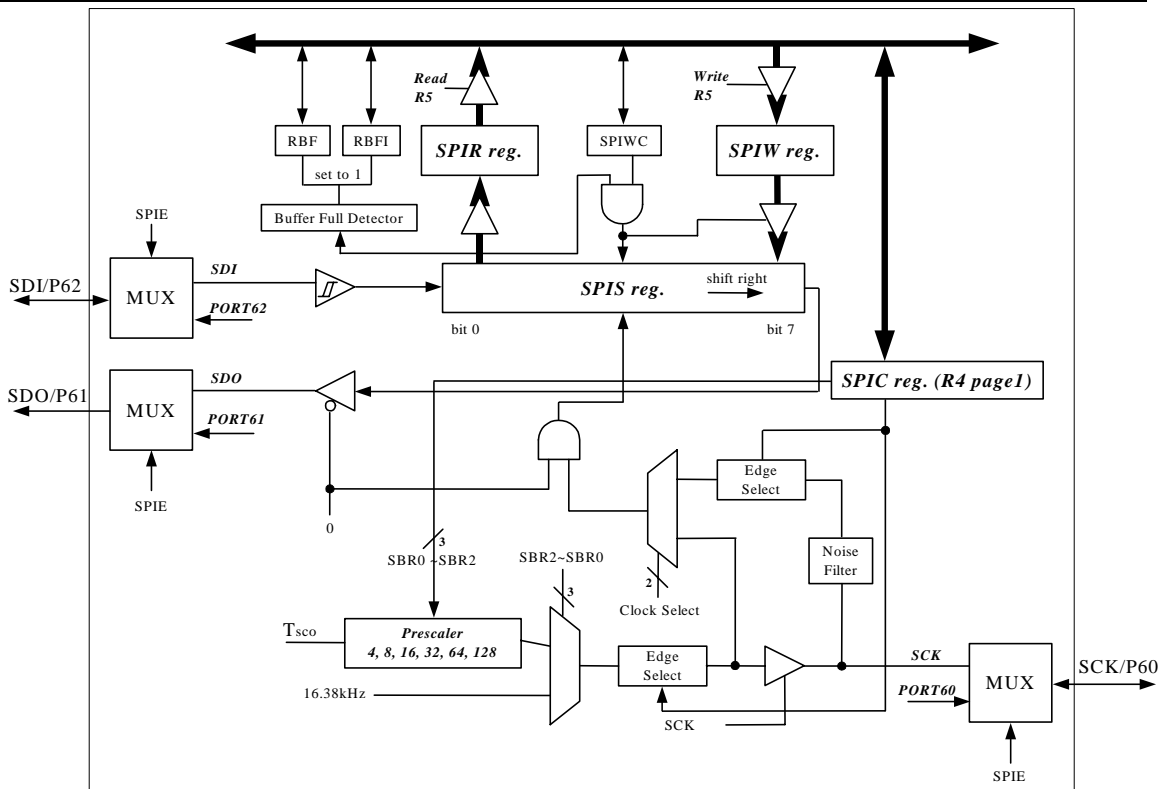 Read
R5
Write
R5
RBF
RBFI
SPIR reg.
SPIWC
SPIW reg.
set to 1
Buffer Full Detector
SPIE
SDI/P62
MUX
SDI
PORT62
SPIS reg.
shift right
bit 0
bit 7
SDO/P61
MUX
SDO
PORT61
SPIE
SPIC reg. (R4 page1)
0
Edge
Select
Noise
Filter
3
SBR0 ~SBR2
SBR2~SBR0
3
2
Clock Select
Tsco
Prescaler
4, 8, 16, 32, 64, 128
16.38kHz
Edge
Select
SCK
SCK
PORT60
MUX
SCK/P60
SPIE